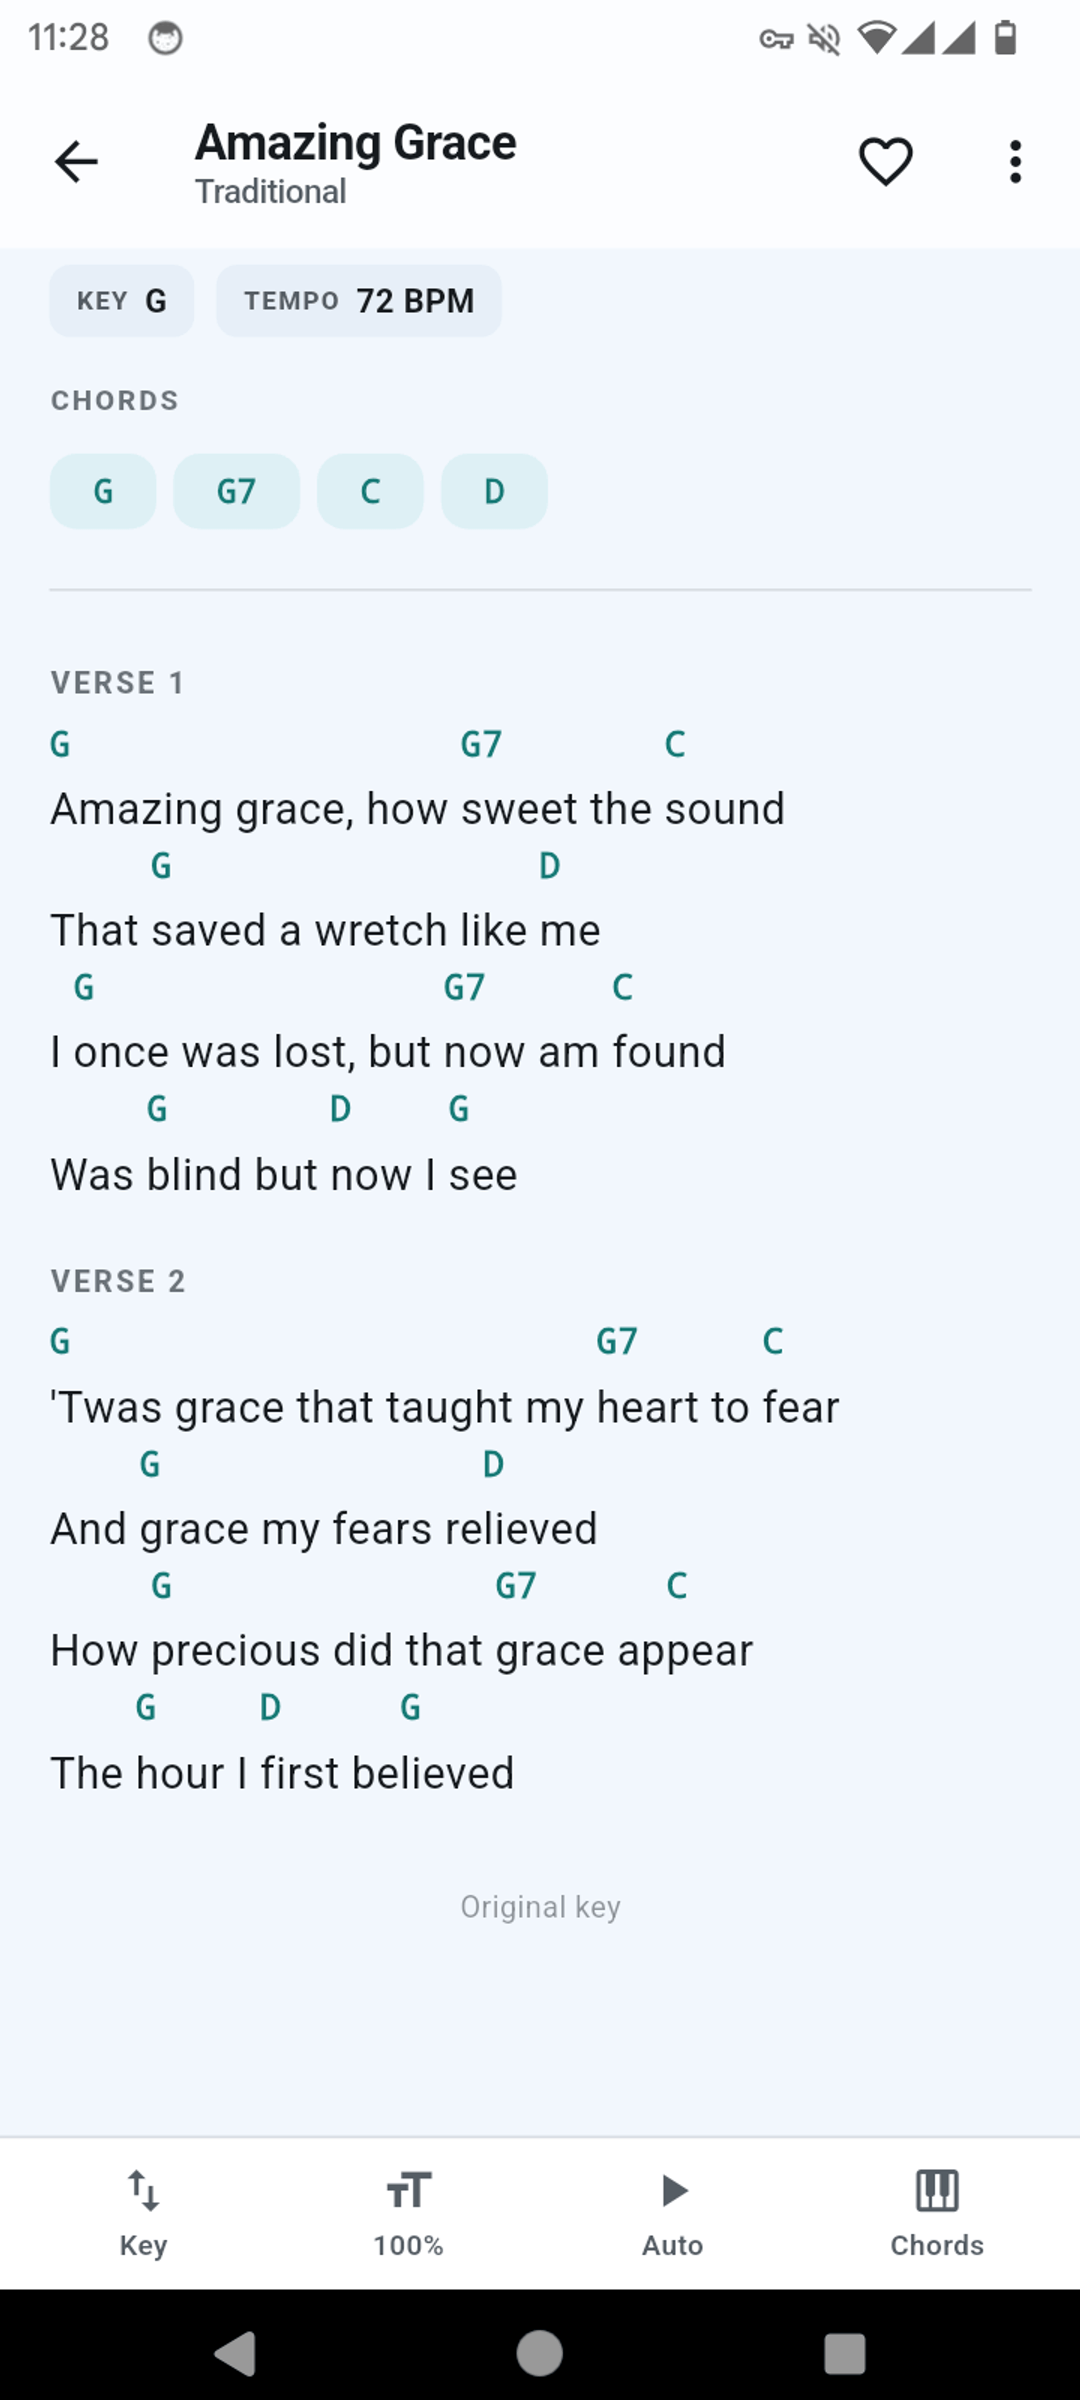 11:28
Amazing Grace
Traditional
KEY G TEMPO 72 BPM
CHORDS
G G7 C D
VERSE 1
G G7 C
Amazing grace, how sweet the sound
G D
That saved a wretch like me
G G7 C
I once was lost, but now am found
G D G
Was blind but now I see
VERSE 2
G G7 C
'Twas grace that taught my heart to fear
G D
And grace my fears relieved
G G7 C
How precious did that grace appear
G D G
The hour I first believed
Original key
Key 100% Auto Chords